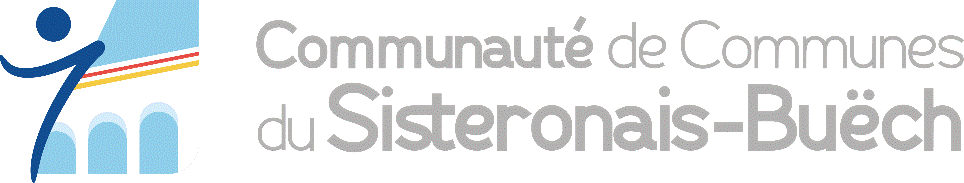 Communauté de Communes
du Sisteronais-Buëch